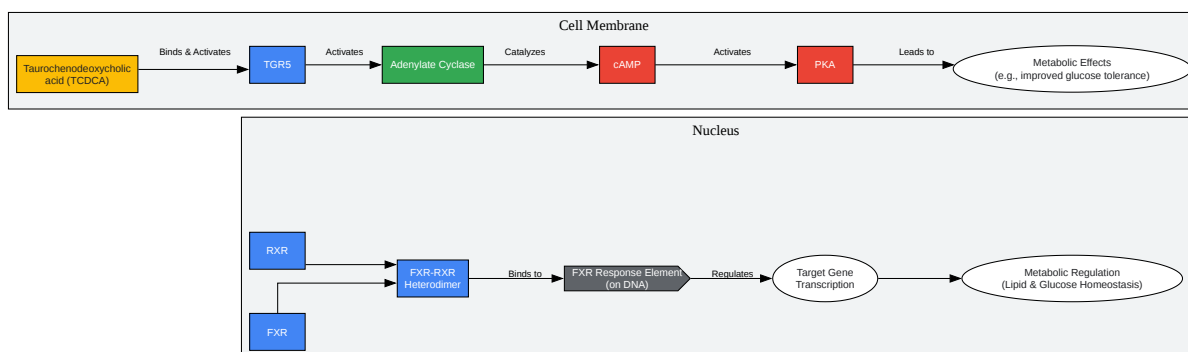 Cell Membrane
Taurochenodeoxycholic
acid (TCDCA)
Binds & Activates
TGR5
Activates
Adenylate Cyclase
Catalyzes
cAMP
Activates
PKA
Leads to
Metabolic Effects
(e.g., improved glucose tolerance)
Nucleus
RXR
FXR
FXR-RXR
Heterodimer
Binds to
FXR Response Element
(on DNA)
Regulates
Target Gene
Transcription
Metabolic Regulation
(Lipid & Glucose Homeostasis)